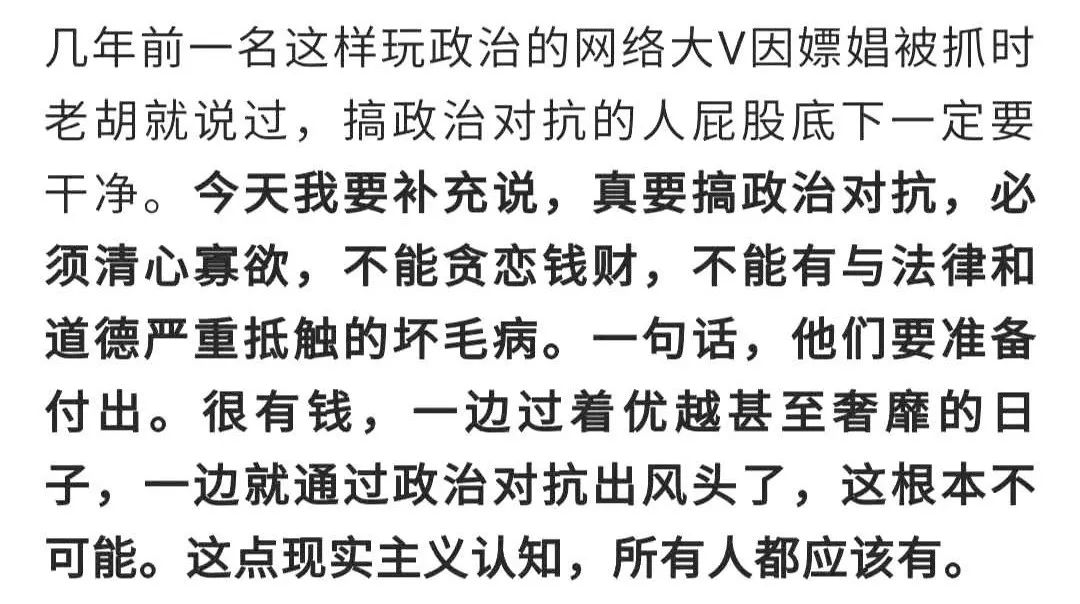 几年前一名这样玩政治的网络大V因嫖娼被抓时
老胡就说过，搞政治对抗的人屁股底下一定要
干净。今天我要补充说，真要搞政治对抗，必
须清心寡欲，不能贪恋钱财，不能有与法律和
道德严重抵触的坏毛病。一句话，他们要准备
付出。很有钱，一边过着优越甚至奢靡的日
子，一边就通过政治对抗出风头了，这根本不
可能。这点现实主义认知，所有人都应该有。